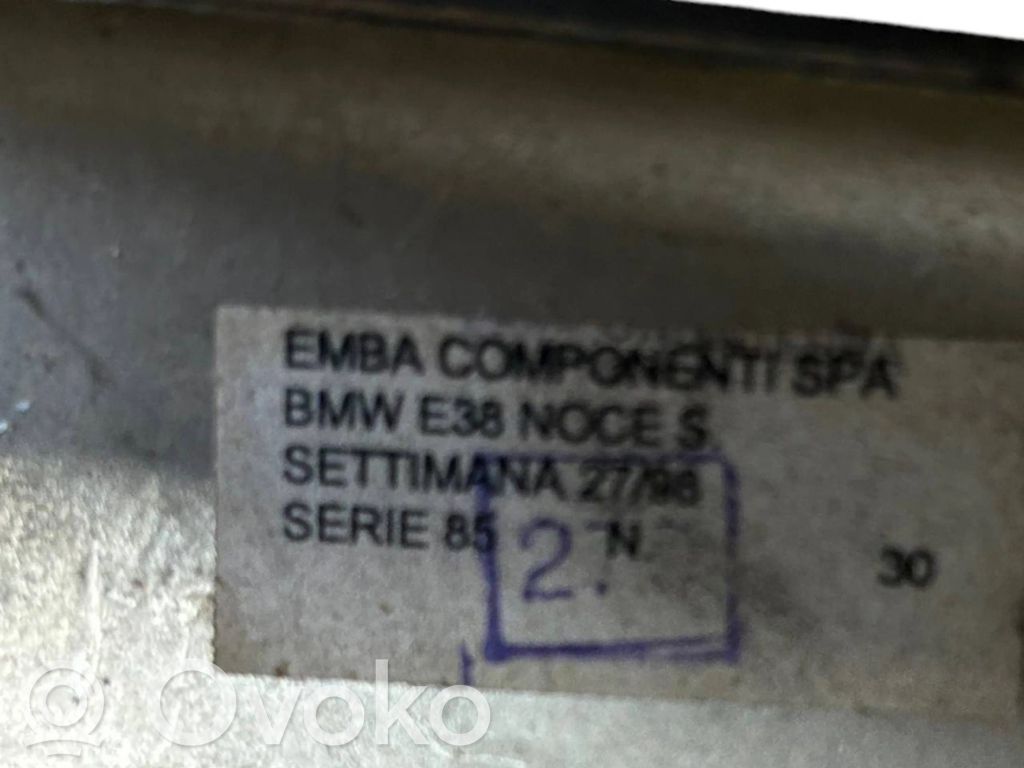 EMBA COMPONENTI SPA
BMW E38 NOCE S.
SETTIMANA 27/98
SERIE 85 N. 30
2.
© Ovoko